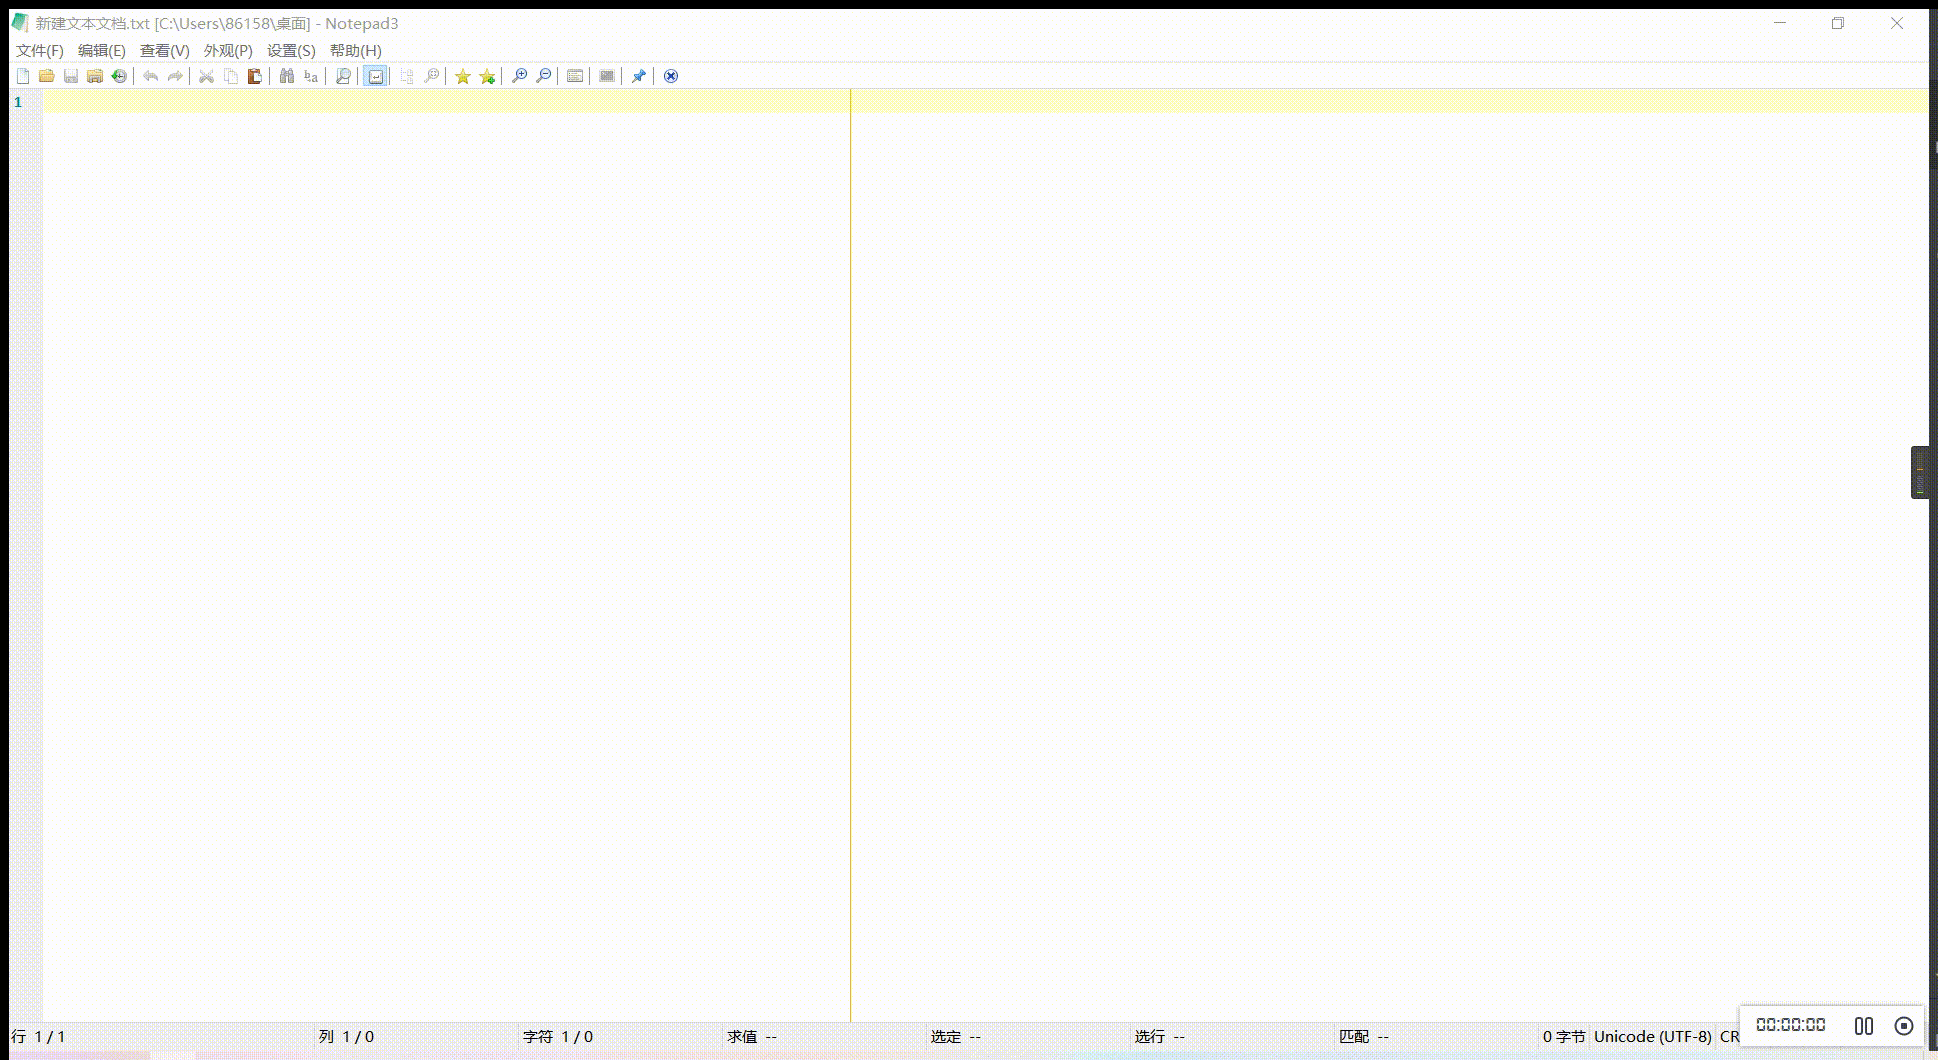 新建文本文档.txt [C:\Users\86158\桌面] - Notepad3
文件(F) 编辑(E) 查看(V) 外观(P) 设置(S) 帮助(H)
1
行 1 / 1 列 1 / 0 字符 1 / 0 求值 -- 选定 -- 选行 -- 匹配 -- 0 字节 Unicode (UTF-8) CR
00:00:00